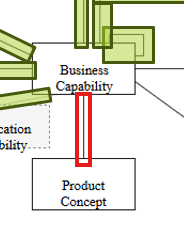 Business
Capability
cation
bility
Product
Concept